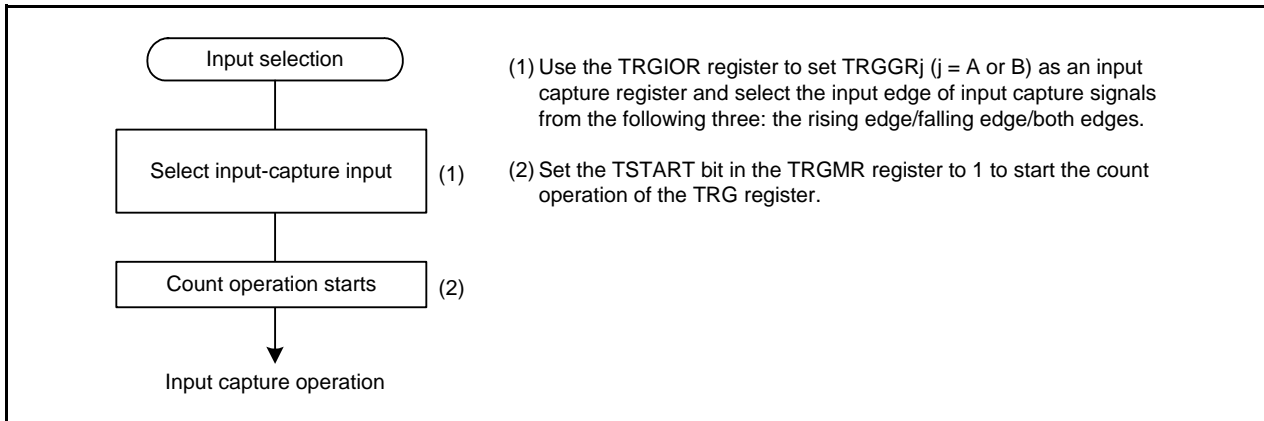 Input selection
Select input-capture input
(1)
Count operation starts
(2)
Input capture operation
(1) Use the TRGIOR register to set TRGGRj (j = A or B) as an input
capture register and select the input edge of input capture signals
from the following three: the rising edge/falling edge/both edges.
(2) Set the TSTART bit in the TRGMR register to 1 to start the count
operation of the TRG register.